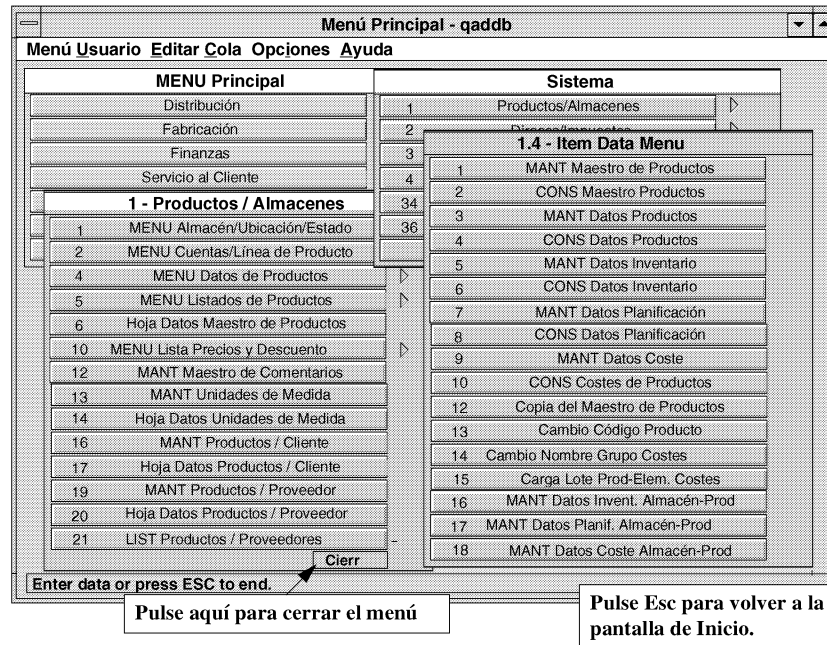 Menú Principal - qaddb
Menú Usuario Editar Cola Opciones Ayuda
MENU Principal
Distribución
Fabricación
Finanzas
Servicio al Cliente
Sistema
1 Productos/Almacenes
2 Direccs/Impuestos
3
4
34
36
1 - Productos / Almacenes
1 MENU Almacén/Ubicación/Estado
2 MENU Cuentas/Línea de Producto
4 MENU Datos de Productos
5 MENU Listados de Productos
6 Hoja Datos Maestro de Productos
10 MENU Lista Precios y Descuento
12 MANT Maestro de Comentarios
13 MANT Unidades de Medida
14 Hoja Datos Unidades de Medida
16 MANT Productos / Cliente
17 Hoja Datos Productos / Cliente
19 MANT Productos / Proveedor
20 Hoja Datos Productos / Proveedor
21 LIST Productos / Proveedores
Cierr
1.4 - Item Data Menu
1 MANT Maestro de Productos
2 CONS Maestro Productos
3 MANT Datos Productos
4 CONS Datos Productos
5 MANT Datos Inventario
6 CONS Datos Inventario
7 MANT Datos Planificación
8 CONS Datos Planificación
9 MANT Datos Coste
10 CONS Costes de Productos
12 Copia del Maestro de Productos
13 Cambio Código Producto
14 Cambio Nombre Grupo Costes
15 Carga Lote Prod-Elem. Costes
16 MANT Datos Invent. Almacén-Prod
17 MANT Datos Planif. Almacén-Prod
18 MANT Datos Coste Almacén-Prod
Enter data or press ESC to end.
Pulse aquí para cerrar el menú
Pulse Esc para volver a la
pantalla de Inicio.